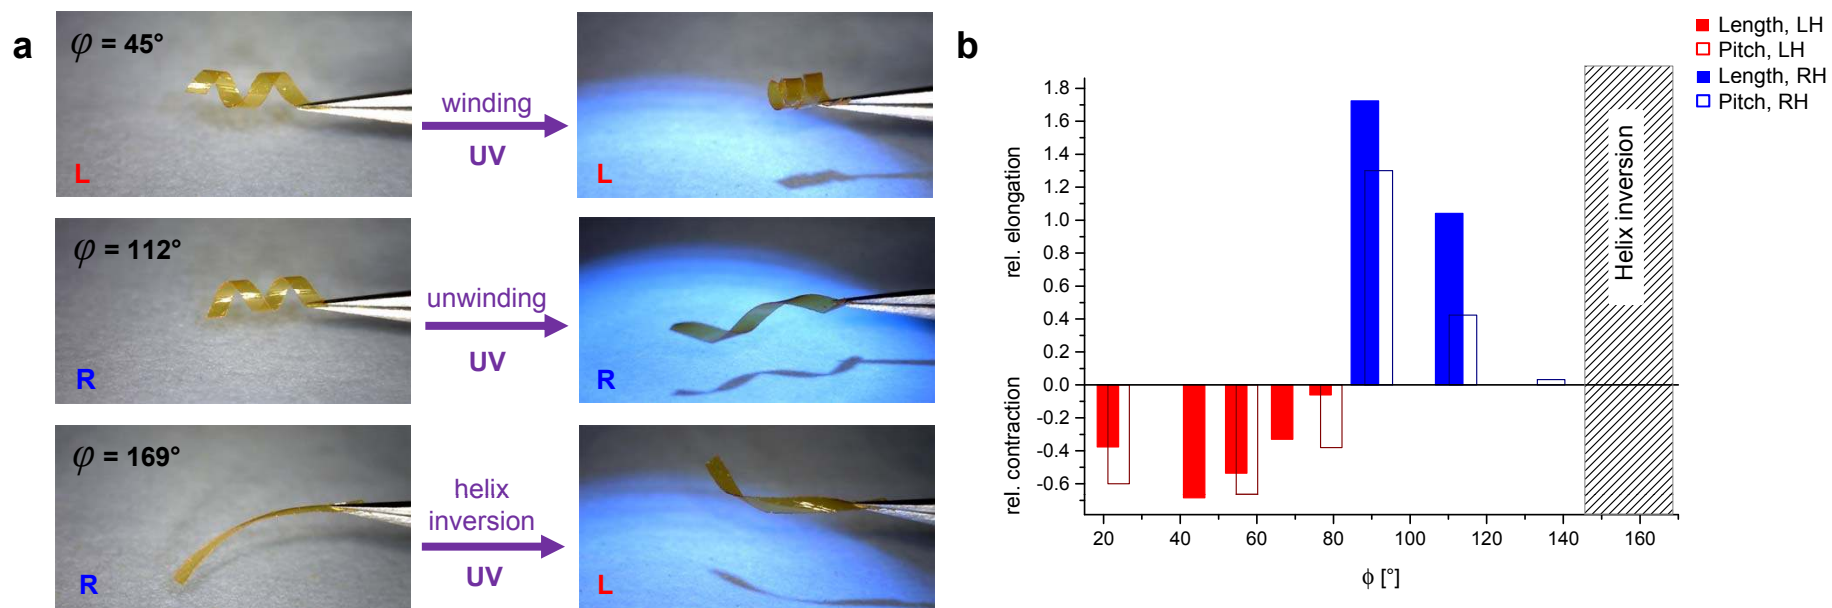 a
φ = 45°
L
winding
UV
L
φ = 112°
R
unwinding
UV
R
φ = 169°
R
helix
inversion
UV
L
b
Length, LH
Pitch, LH
Length, RH
Pitch, RH
rel. elongation
rel. contraction
1.8
1.6
1.4
1.2
1.0
0.8
0.6
0.4
0.2
0.0
-0.2
-0.4
-0.6
Helix inversion
20 40 60 80 100 120 140 160
ϕ [°]